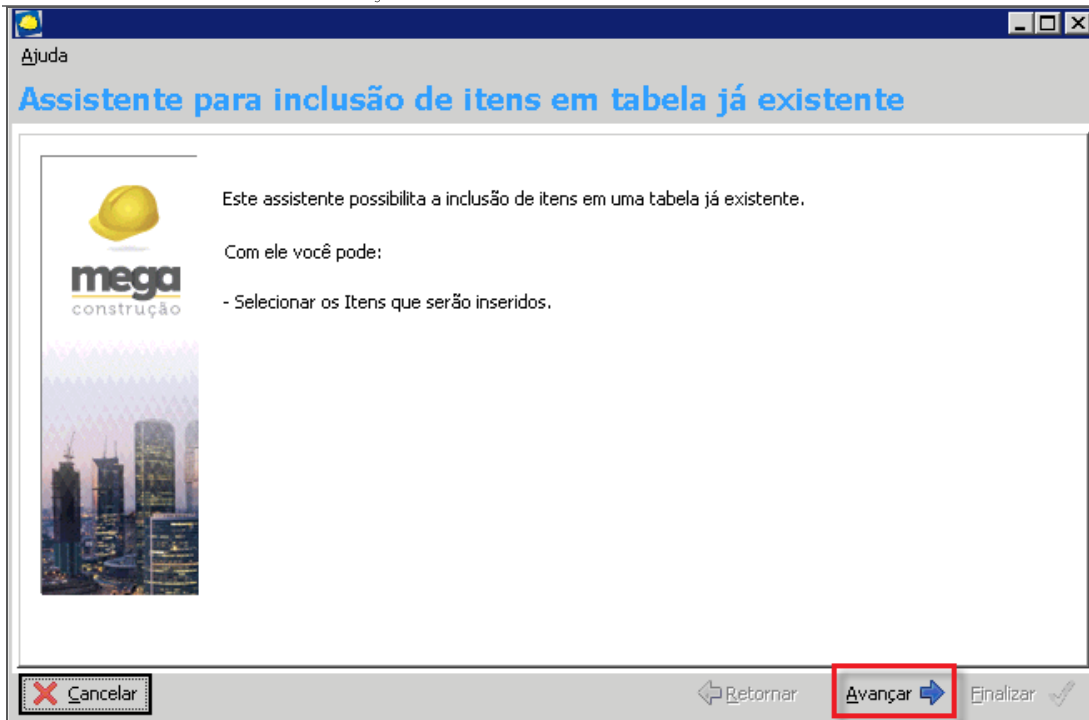 Ajuda
Assistente para inclusão de itens em tabela já existente
mega
construção
Este assistente possibilita a inclusão de itens em uma tabela já existente.
Com ele você pode:
- Selecionar os Itens que serão inseridos.
Cancelar
Retornar
Avançar
Finalizar